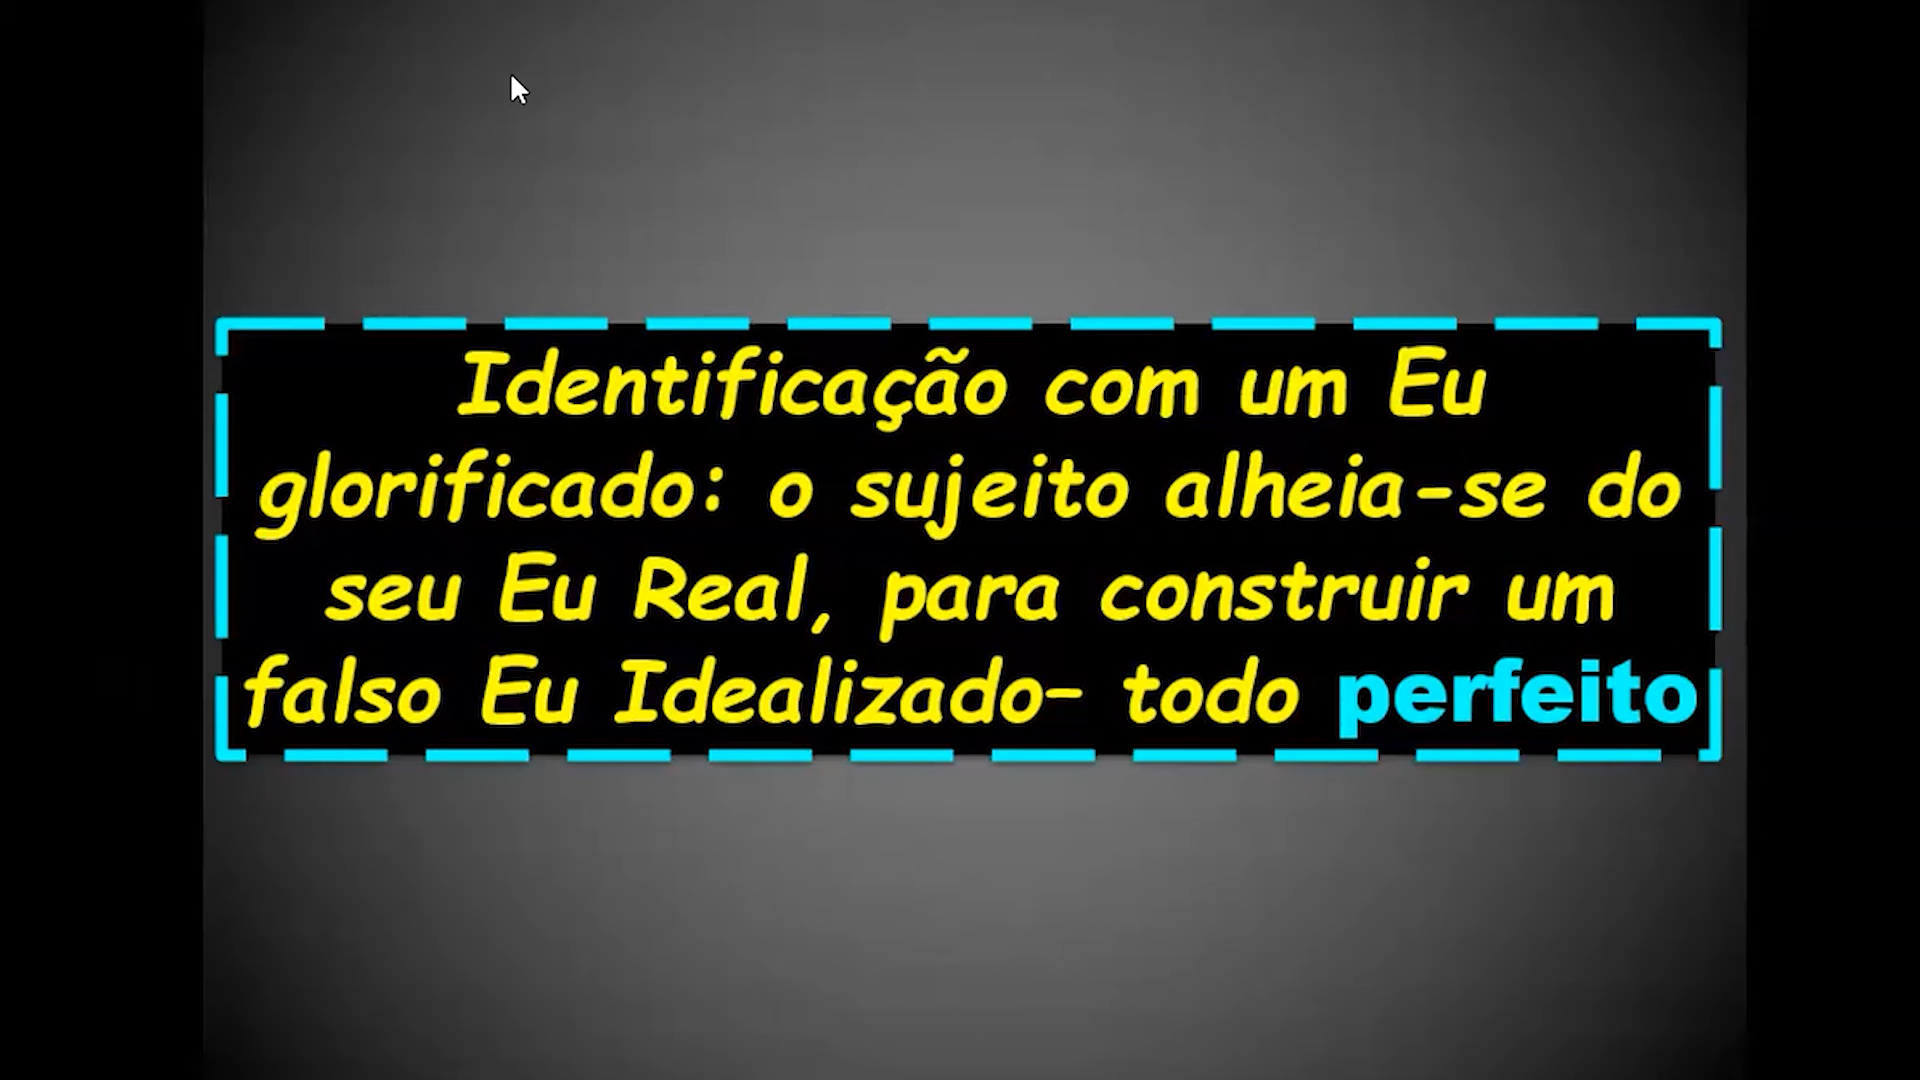 Identificação com um Eu
glorificado: o sujeito alheia-se do
seu Eu Real, para construir um
falso Eu Idealizado– todo perfeito